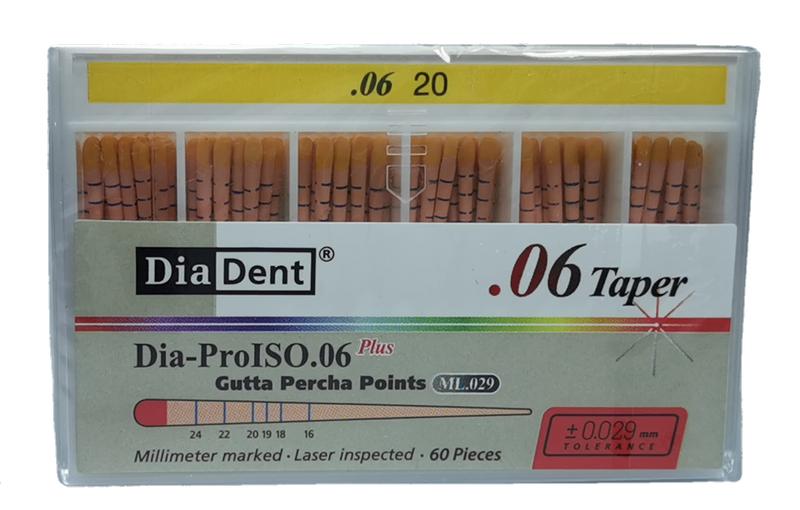 .06 20
DiaDent®
.06 Taper
Dia-ProISO.06 Plus
Gutta Percha Points ML.029
24 22 20 19 18 16
± 0.029 mm
TOLERANCE
Millimeter marked · Laser inspected · 60 Pieces